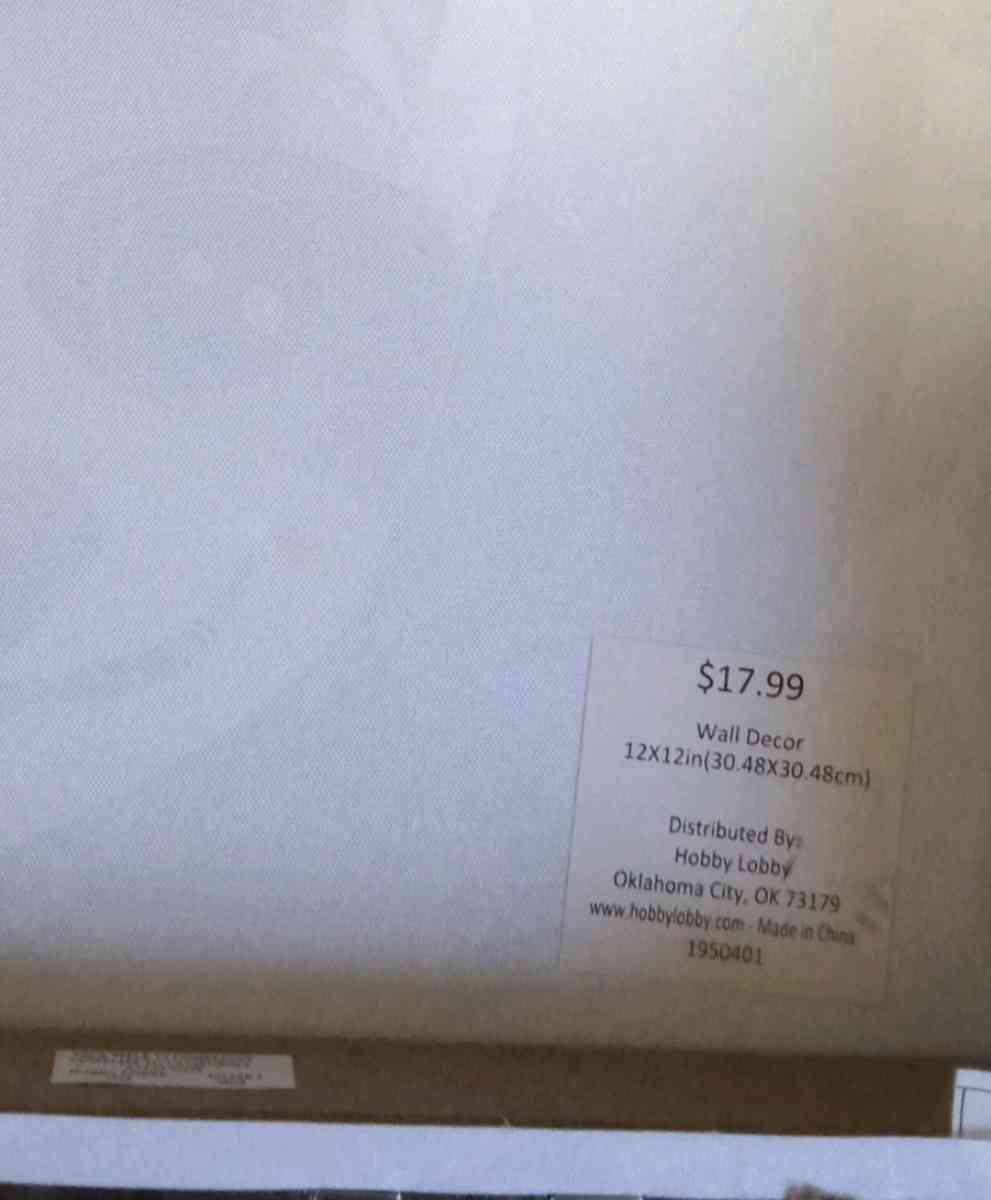 $17.99
Wall Decor
12X12in(30.48X30.48cm)
Distributed By:
Hobby Lobby
Oklahoma City, OK 73179
www.hobbylobby.com - Made in China
1950401